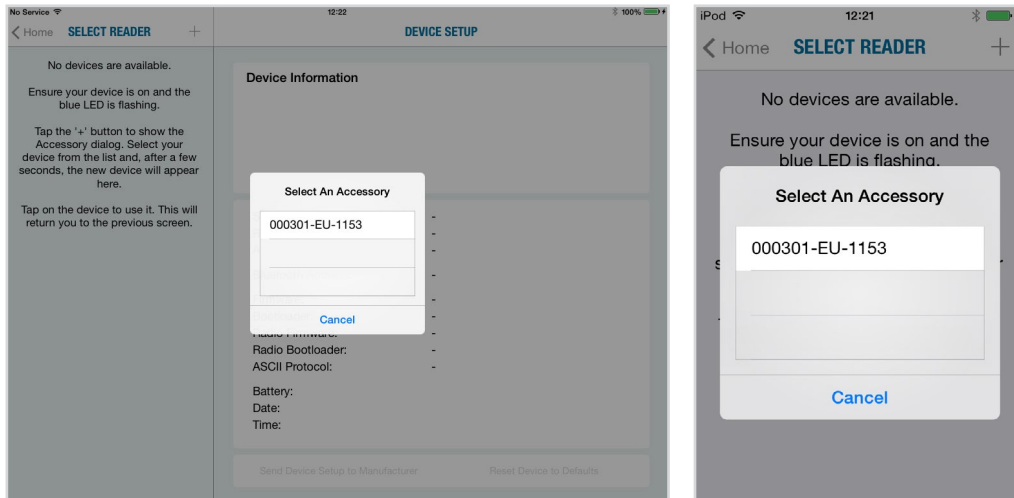 No Service 12:22 100%
Home SELECT READER + DEVICE SETUP
No devices are available.
Ensure your device is on and the
blue LED is flashing.
Tap the '+' button to show the
Accessory dialog. Select your
device from the list and, after a few
seconds, the new device will appear
here.
Tap on the device to use it. This will
return you to the previous screen.
Device Information
Select An Accessory
000301-EU-1153
Cancel
-
-
-
-
-
-
Radio Firmware: -
Radio Bootloader: -
ASCII Protocol: -
Battery:
Date:
Time:
Send Device Setup to Manufacturer Reset Device to Defaults
iPod 12:21
Home SELECT READER +
No devices are available.
Ensure your device is on and the
blue LED is flashing.
Select An Accessory
000301-EU-1153
Cancel